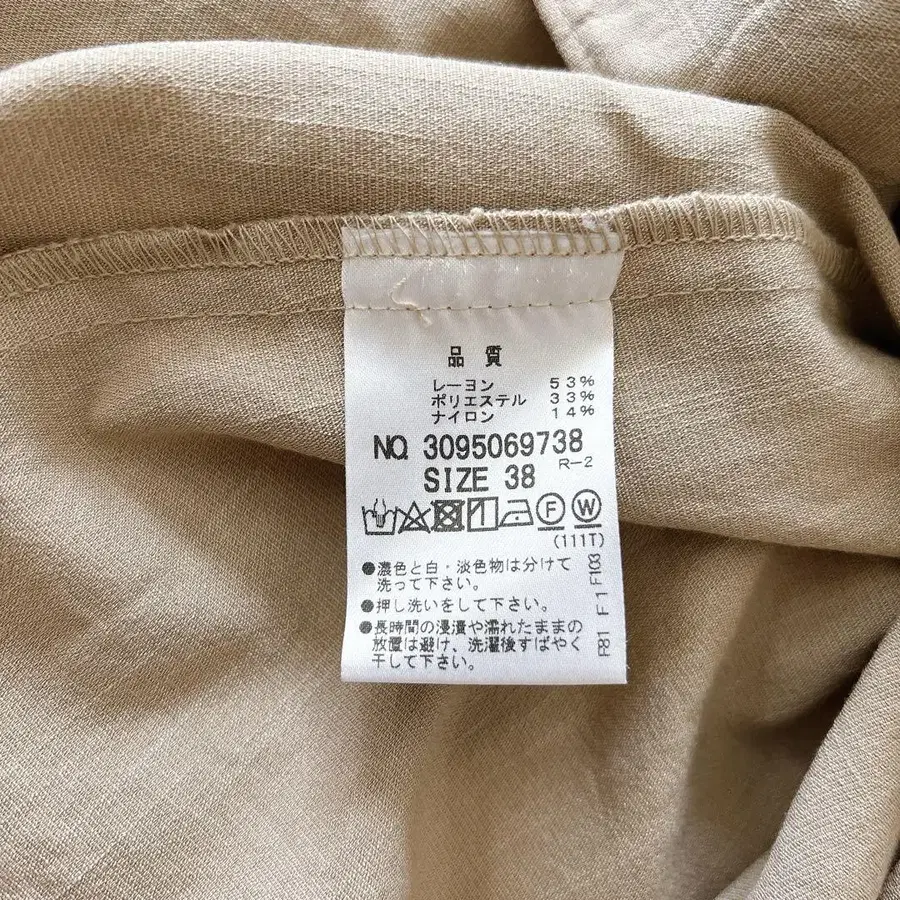 品質
レーヨン 53%
ポリエステル 33%
ナイロン 14%
NO. 3095069738
SIZE 38 R-2
F W
(111T)
●濃色と白・淡色物は分けて
洗って下さい。
●押し洗いをして下さい。
●長時間の浸漬や濡れたままの
放置は避け、洗濯後すばやく
干して下さい。
P81 F1 F103